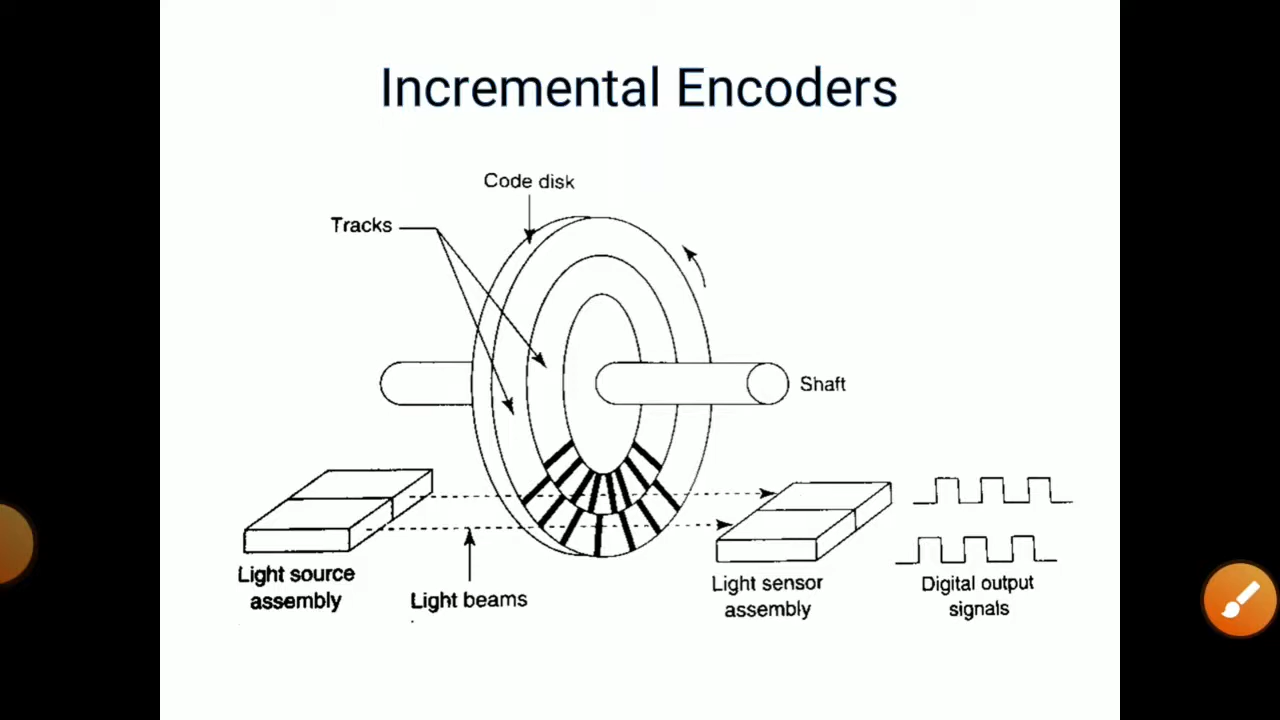 Incremental Encoders
Code disk
Tracks
Shaft
Light source
assembly
Light beams
Light sensor
assembly
Digital output
signals